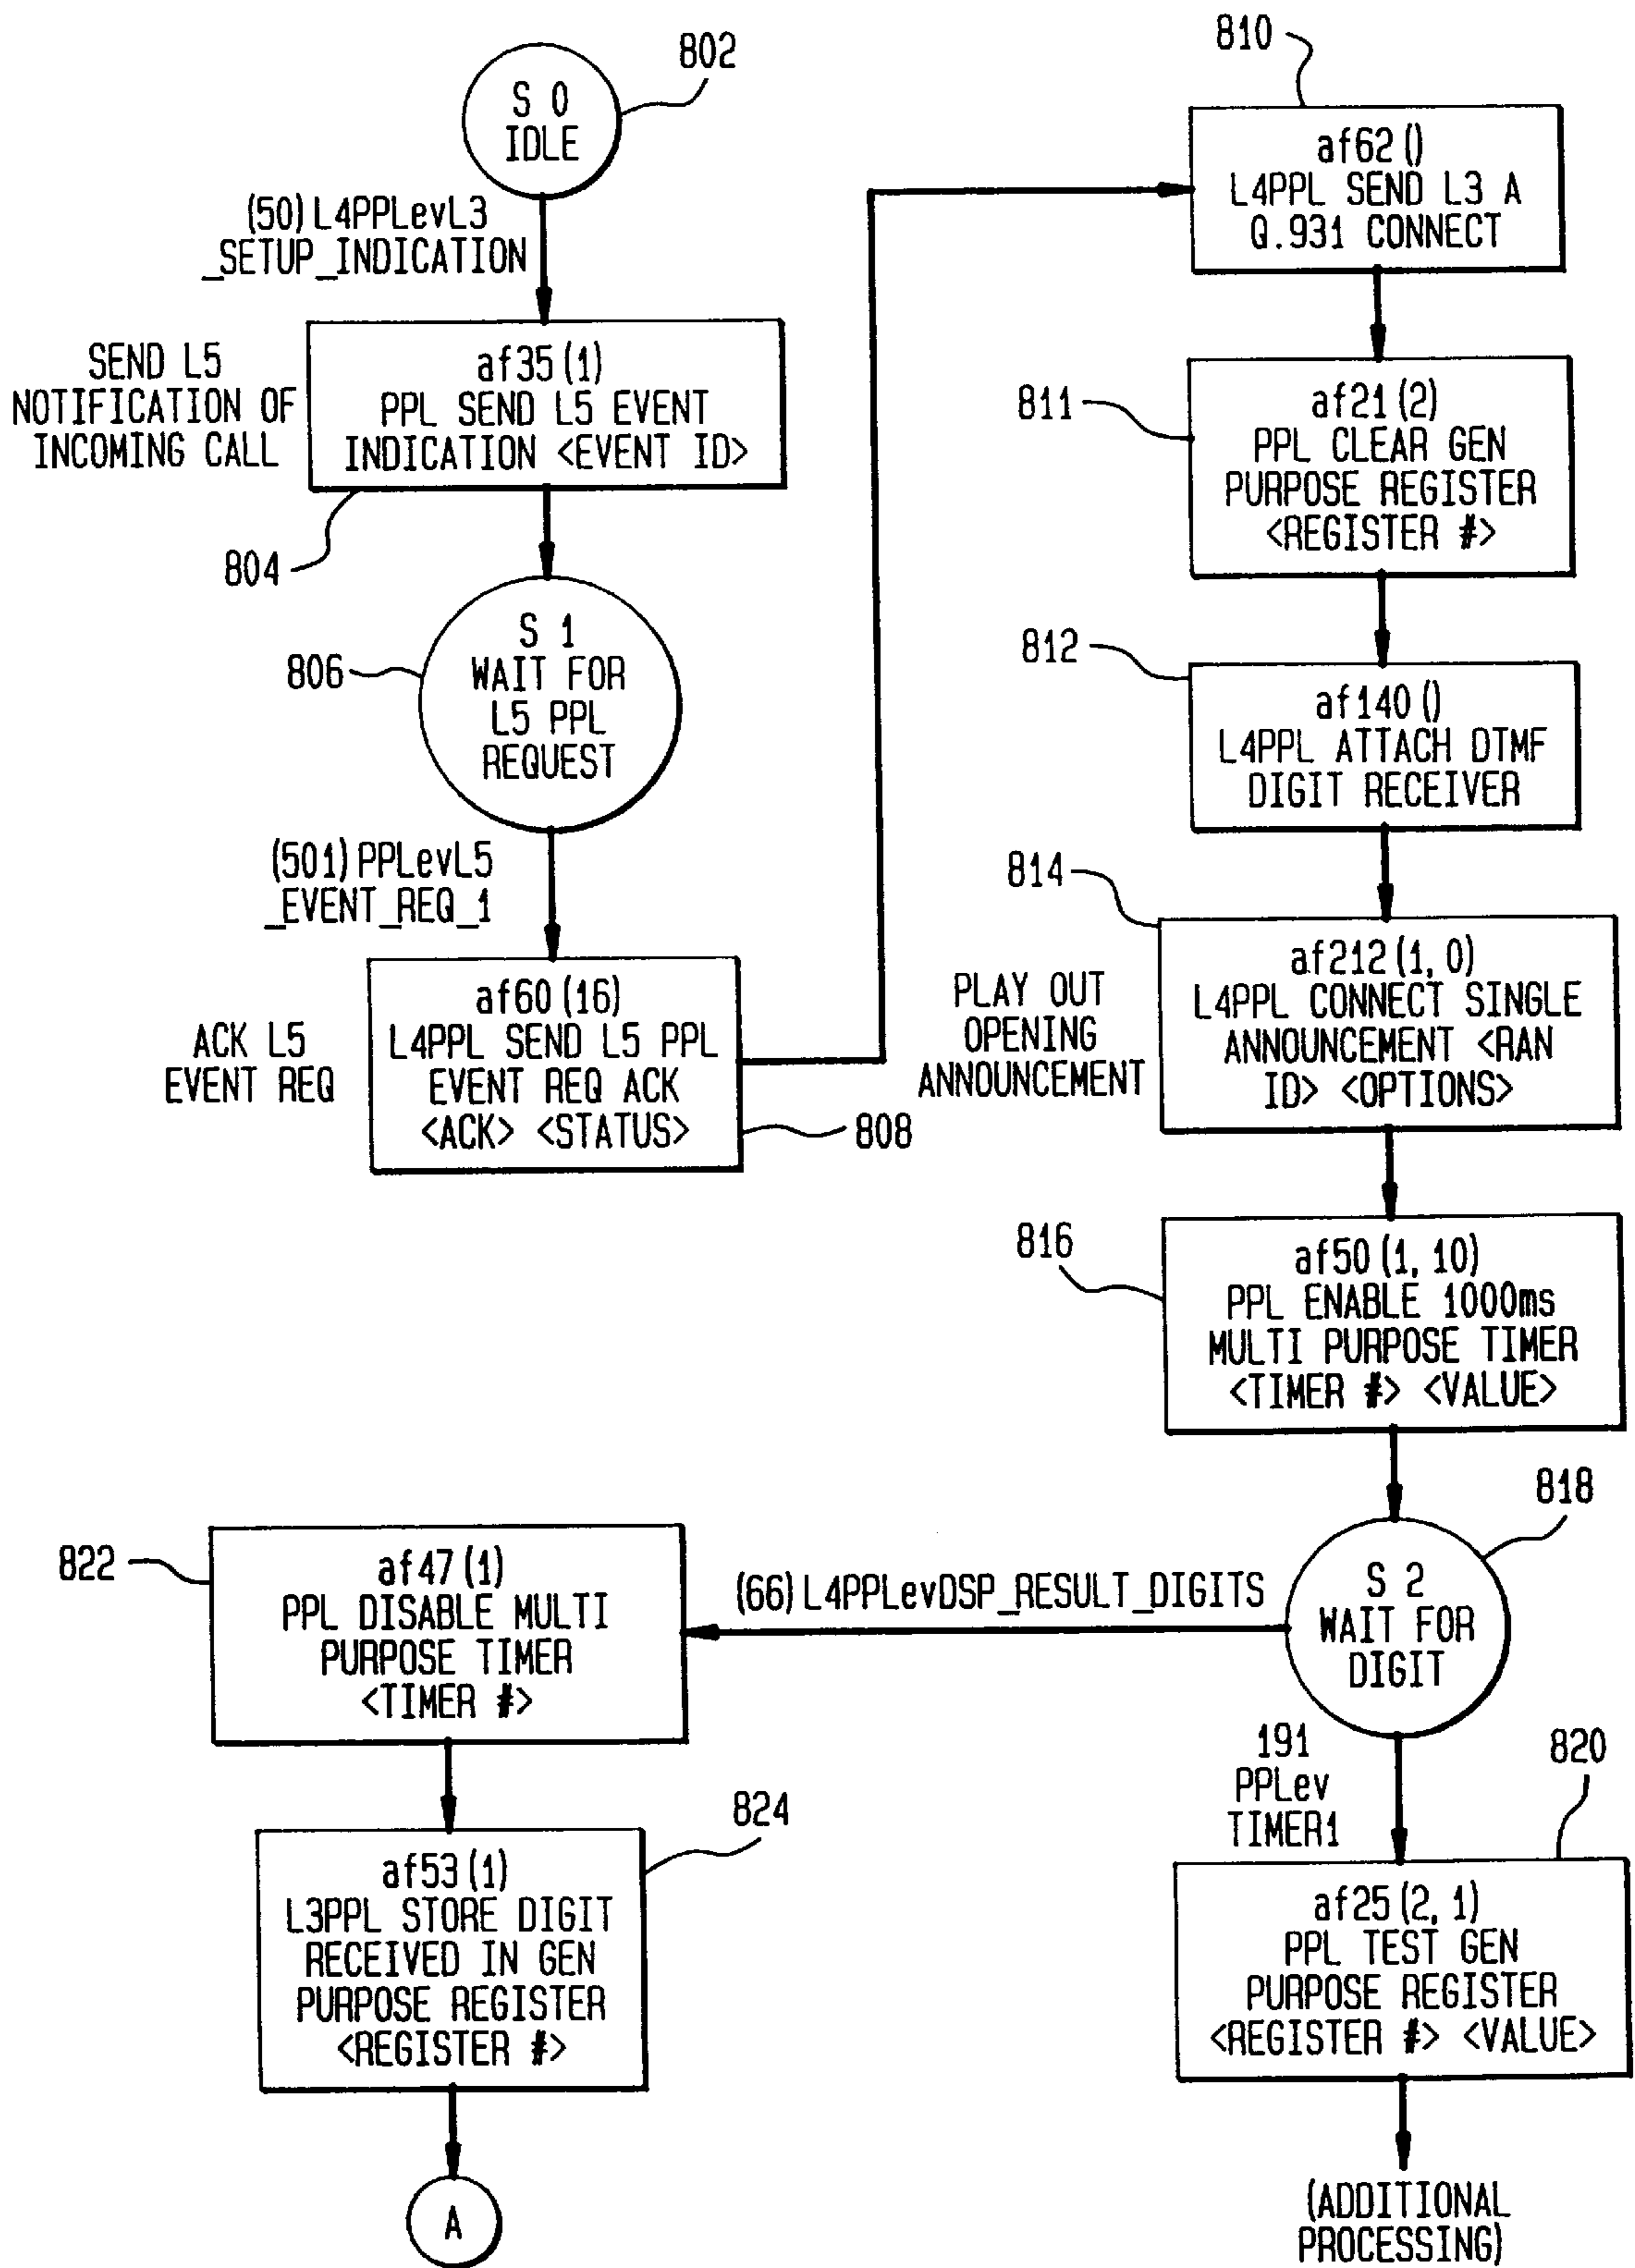 802
S 0
IDLE
(50) L4PPLevL3
_SETUP_INDICATION
SEND L5
NOTIFICATION OF
INCOMING CALL
af35 (1)
PPL SEND L5 EVENT
INDICATION <EVENT ID>
804
S 1
WAIT FOR
L5 PPL
REQUEST
806
(501) PPLevL5
_EVENT_REQ_1
ACK L5
EVENT REQ
af60 (16)
L4PPL SEND L5 PPL
EVENT REQ ACK
<ACK> <STATUS>
808
810
af62 ()
L4PPL SEND L3 A
Q.931 CONNECT
811
af21 (2)
PPL CLEAR GEN
PURPOSE REGISTER
<REGISTER #>
812
af140 ()
L4PPL ATTACH DTMF
DIGIT RECEIVER
814
PLAY OUT
OPENING
ANNOUNCEMENT
af212 (1, 0)
L4PPL CONNECT SINGLE
ANNOUNCEMENT <RAN
ID> <OPTIONS>
816
af50 (1, 10)
PPL ENABLE 1000ms
MULTI PURPOSE TIMER
<TIMER #> <VALUE>
818
S 2
WAIT FOR
DIGIT
(66) L4PPLevDSP_RESULT_DIGITS
822
af47 (1)
PPL DISABLE MULTI
PURPOSE TIMER
<TIMER #>
824
af53 (1)
L3PPL STORE DIGIT
RECEIVED IN GEN
PURPOSE REGISTER
<REGISTER #>
A
191
PPLev
TIMER1
820
af25 (2, 1)
PPL TEST GEN
PURPOSE REGISTER
<REGISTER #> <VALUE>
(ADDITIONAL
PROCESSING)